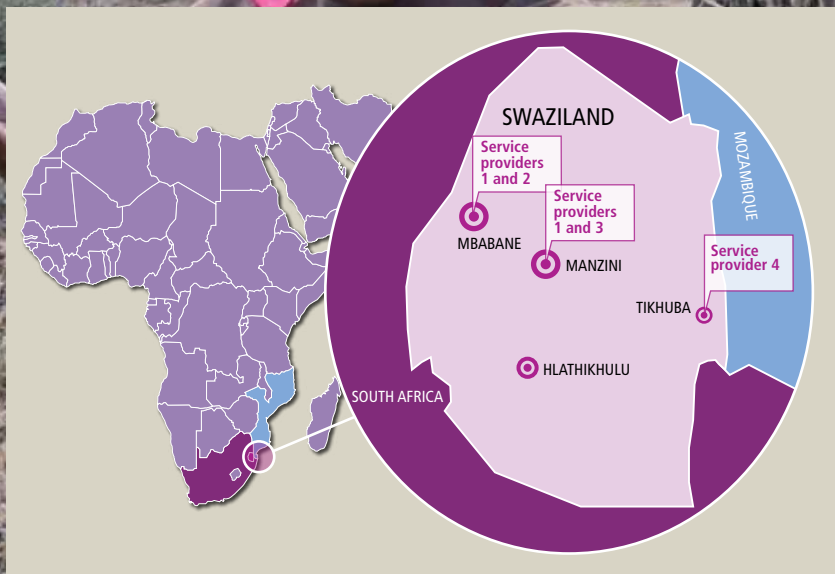 SWAZILAND
Service
providers
1 and 2
MBABANE
Service
providers
1 and 3
MANZINI
MOZAMBIQUE
Service
provider 4
TIKHUBA
HLATHIKHULU
SOUTH AFRICA